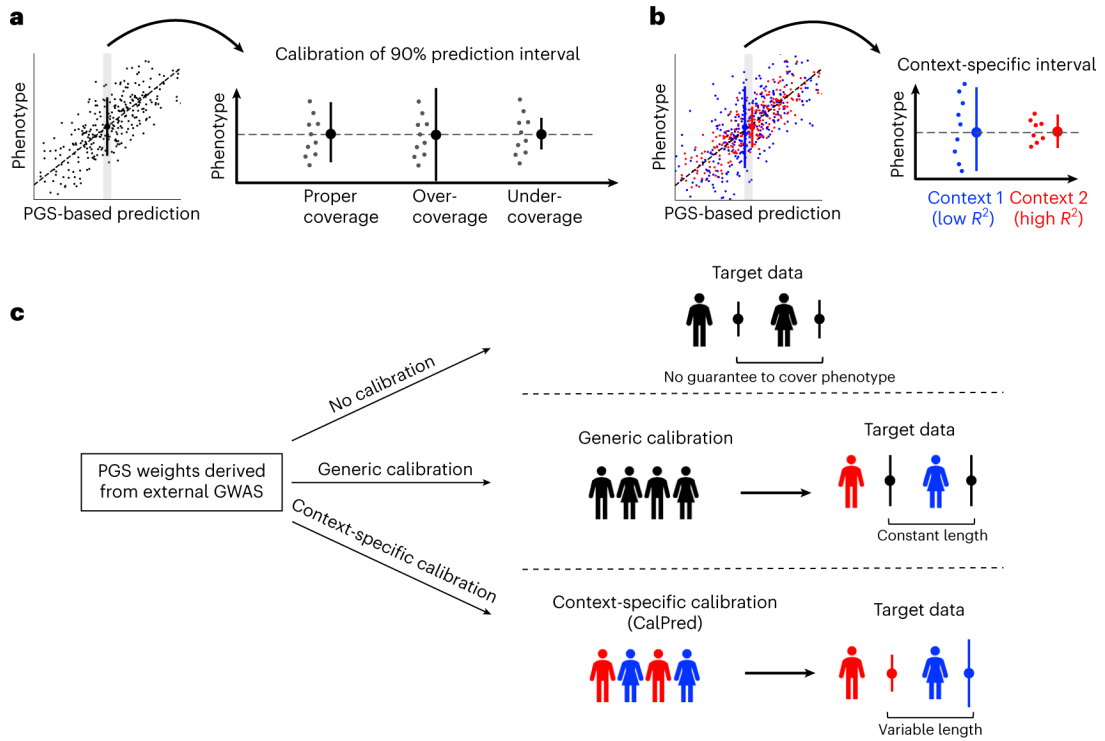 a
Calibration of 90% prediction interval
Phenotype
PGS-based prediction
Phenotype
Proper
coverage
Over-
coverage
Under-
coverage
b
Phenotype
PGS-based prediction
Context-specific interval
Phenotype
Context 1
(low R²)
Context 2
(high R²)
c
PGS weights derived
from external GWAS
No calibration
Generic calibration
Context-specific calibration
Target data
No guarantee to cover phenotype
Generic calibration
Target data
Constant length
Context-specific calibration
(CalPred)
Target data
Variable length